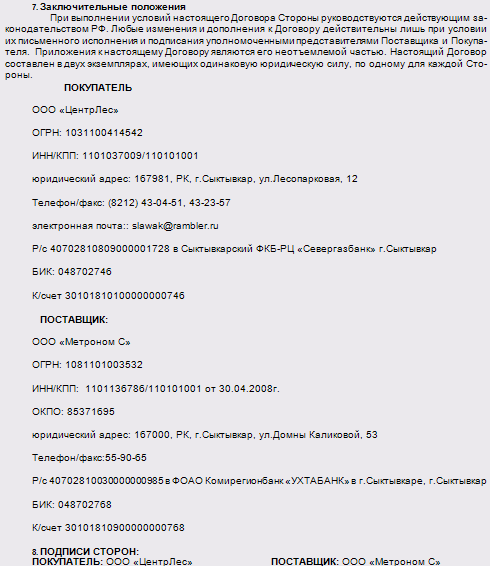 7. Заключительные положения
При выполнении условий настоящего Договора Стороны руководствуются действующим за-
конодательством РФ. Любые изменения и дополнения к Договору действительны лишь при условии
их письменного исполнения и подписания уполномоченными представителями Поставщика и Покупа-
теля. Приложения к настоящему Договору являются его неотъемлемой частью. Настоящий Договор
составлен в двух экземплярах, имеющих одинаковую юридическую силу, по одному для каждой Сто-
роны.
ПОКУПАТЕЛЬ
ООО «ЦентрЛес»
ОГРН: 1031100414542
ИНН/КПП: 1101037009/110101001
юридический адрес: 167981, РК, г.Сыктывкар, ул.Лесопарковая, 12
Телефон/факс: (8212) 43-04-51, 43-23-57
электронная почта:: slawak@rambler.ru
Р/с 40702810809000001728 в Сыктывкарский ФКБ-РЦ «Севергазбанк» г.Сыктывкар
БИК: 048702746
К/счет 30101810100000000746
ПОСТАВЩИК:
ООО «Метроном С»
ОГРН: 1081101003532
ИНН/КПП: 1101136786/110101001 от 30.04.2008г.
ОКПО: 85371695
юридический адрес: 167000, РК, г.Сыктывкар, ул.Домны Каликовой, 53
Телефон/факс:55-90-65
Р/с 40702810030000000985 в ФОАО Комирегионбанк «УХТАБАНК» в г.Сыктывкаре, г.Сыктывкар
БИК: 048702768
К/счет 30101810900000000768
8. ПОДПИСИ СТОРОН:
ПОКУПАТЕЛЬ: ООО «ЦентрЛес» ПОСТАВЩИК: ООО «Метроном С»